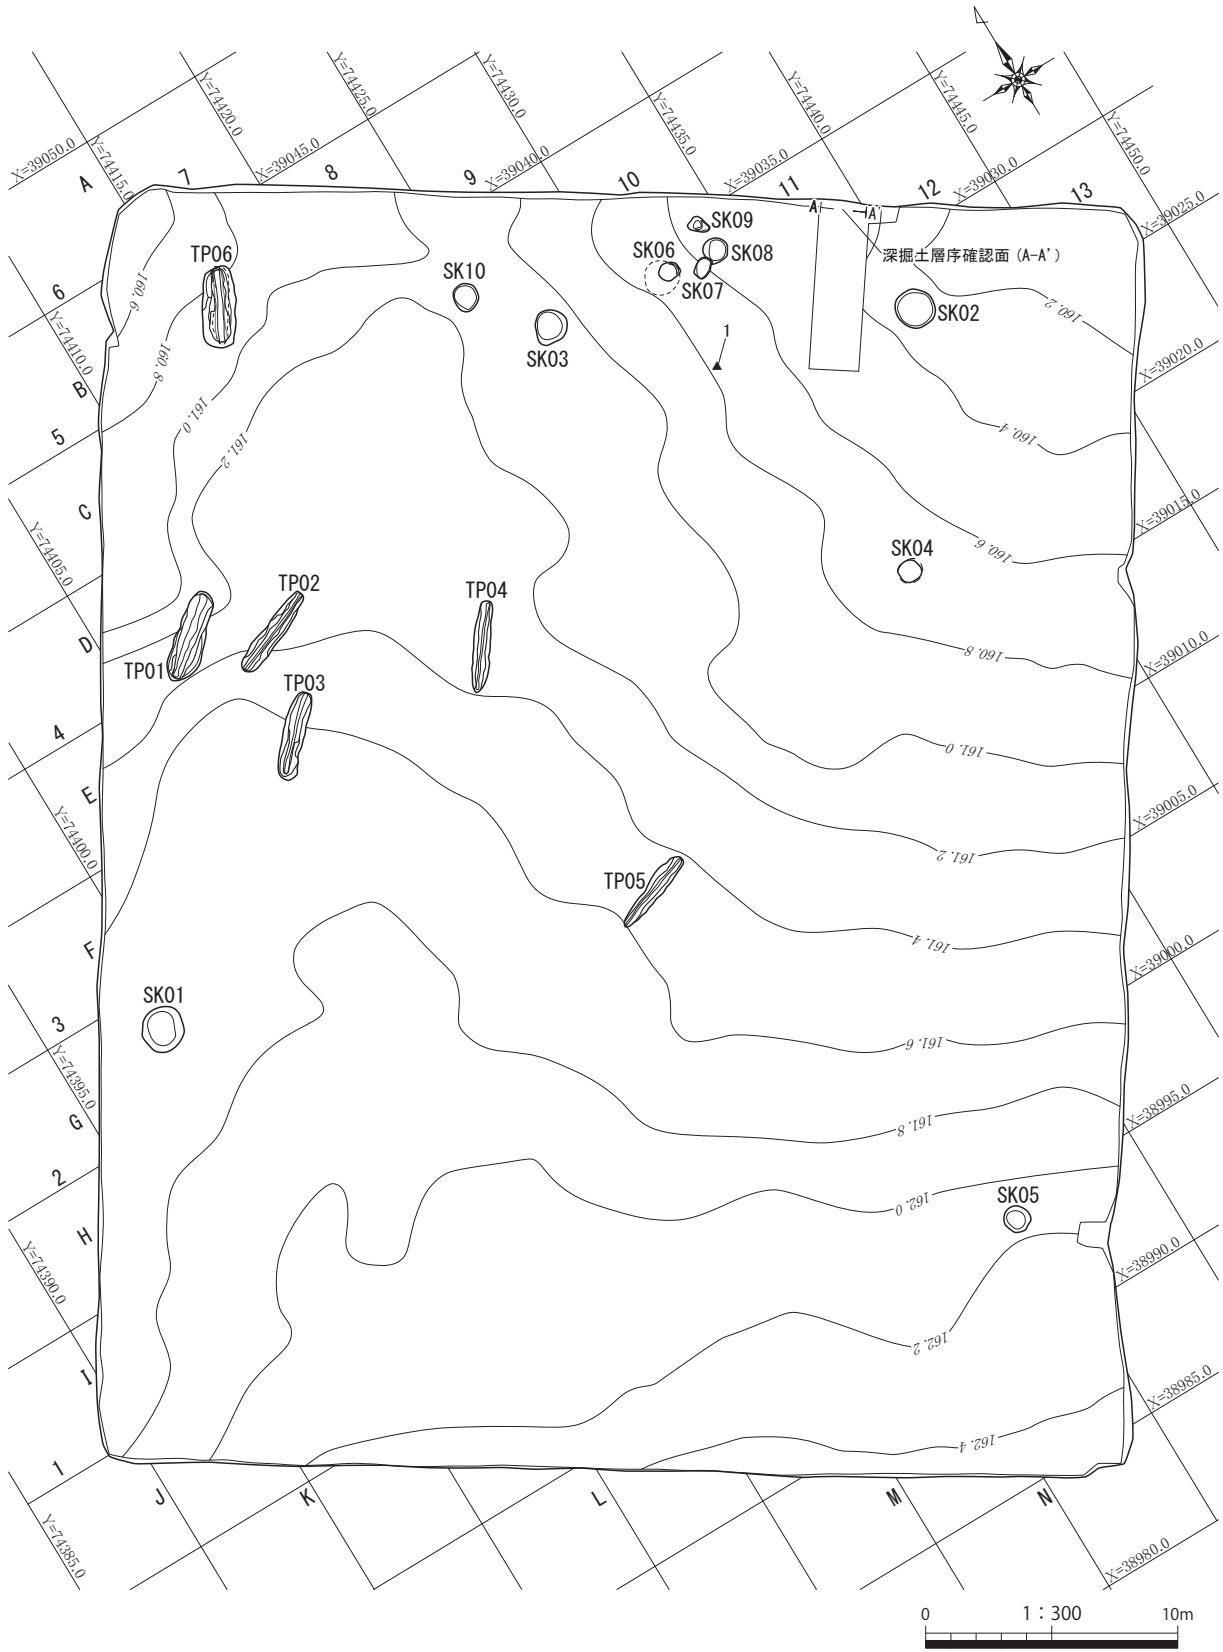 Y=74415.0
Y=74420.0
Y=74425.0
Y=74430.0
Y=74435.0
Y=74440.0
Y=74445.0
Y=74450.0
X=39050.0
X=39045.0
X=39040.0
X=39035.0
X=39030.0
X=39025.0
A
7
8
9
10
11
12
13
A
A'
深掘土層序確認面 (A-A')
TP06
SK10
SK03
SK09
SK06
SK08
SK07
SK02
1
160.6
160.8
161.0
161.2
160.2
160.4
6
Y=74410.0
B
5
X=39020.0
C
Y=74405.0
X=39015.0
160.6
SK04
TP02
TP04
D
TP01
TP03
160.8
X=39010.0
4
161.0
E
Y=74400.0
X=39005.0
161.2
TP05
F
161.4
X=39000.0
SK01
3
161.6
Y=74395.0
G
161.8
X=38995.0
2
SK05
162.0
H
Y=74390.0
X=38990.0
162.2
I
X=38985.0
162.4
1
J
K
L
M
N
Y=74385.0
X=38980.0
0
1：300
10m